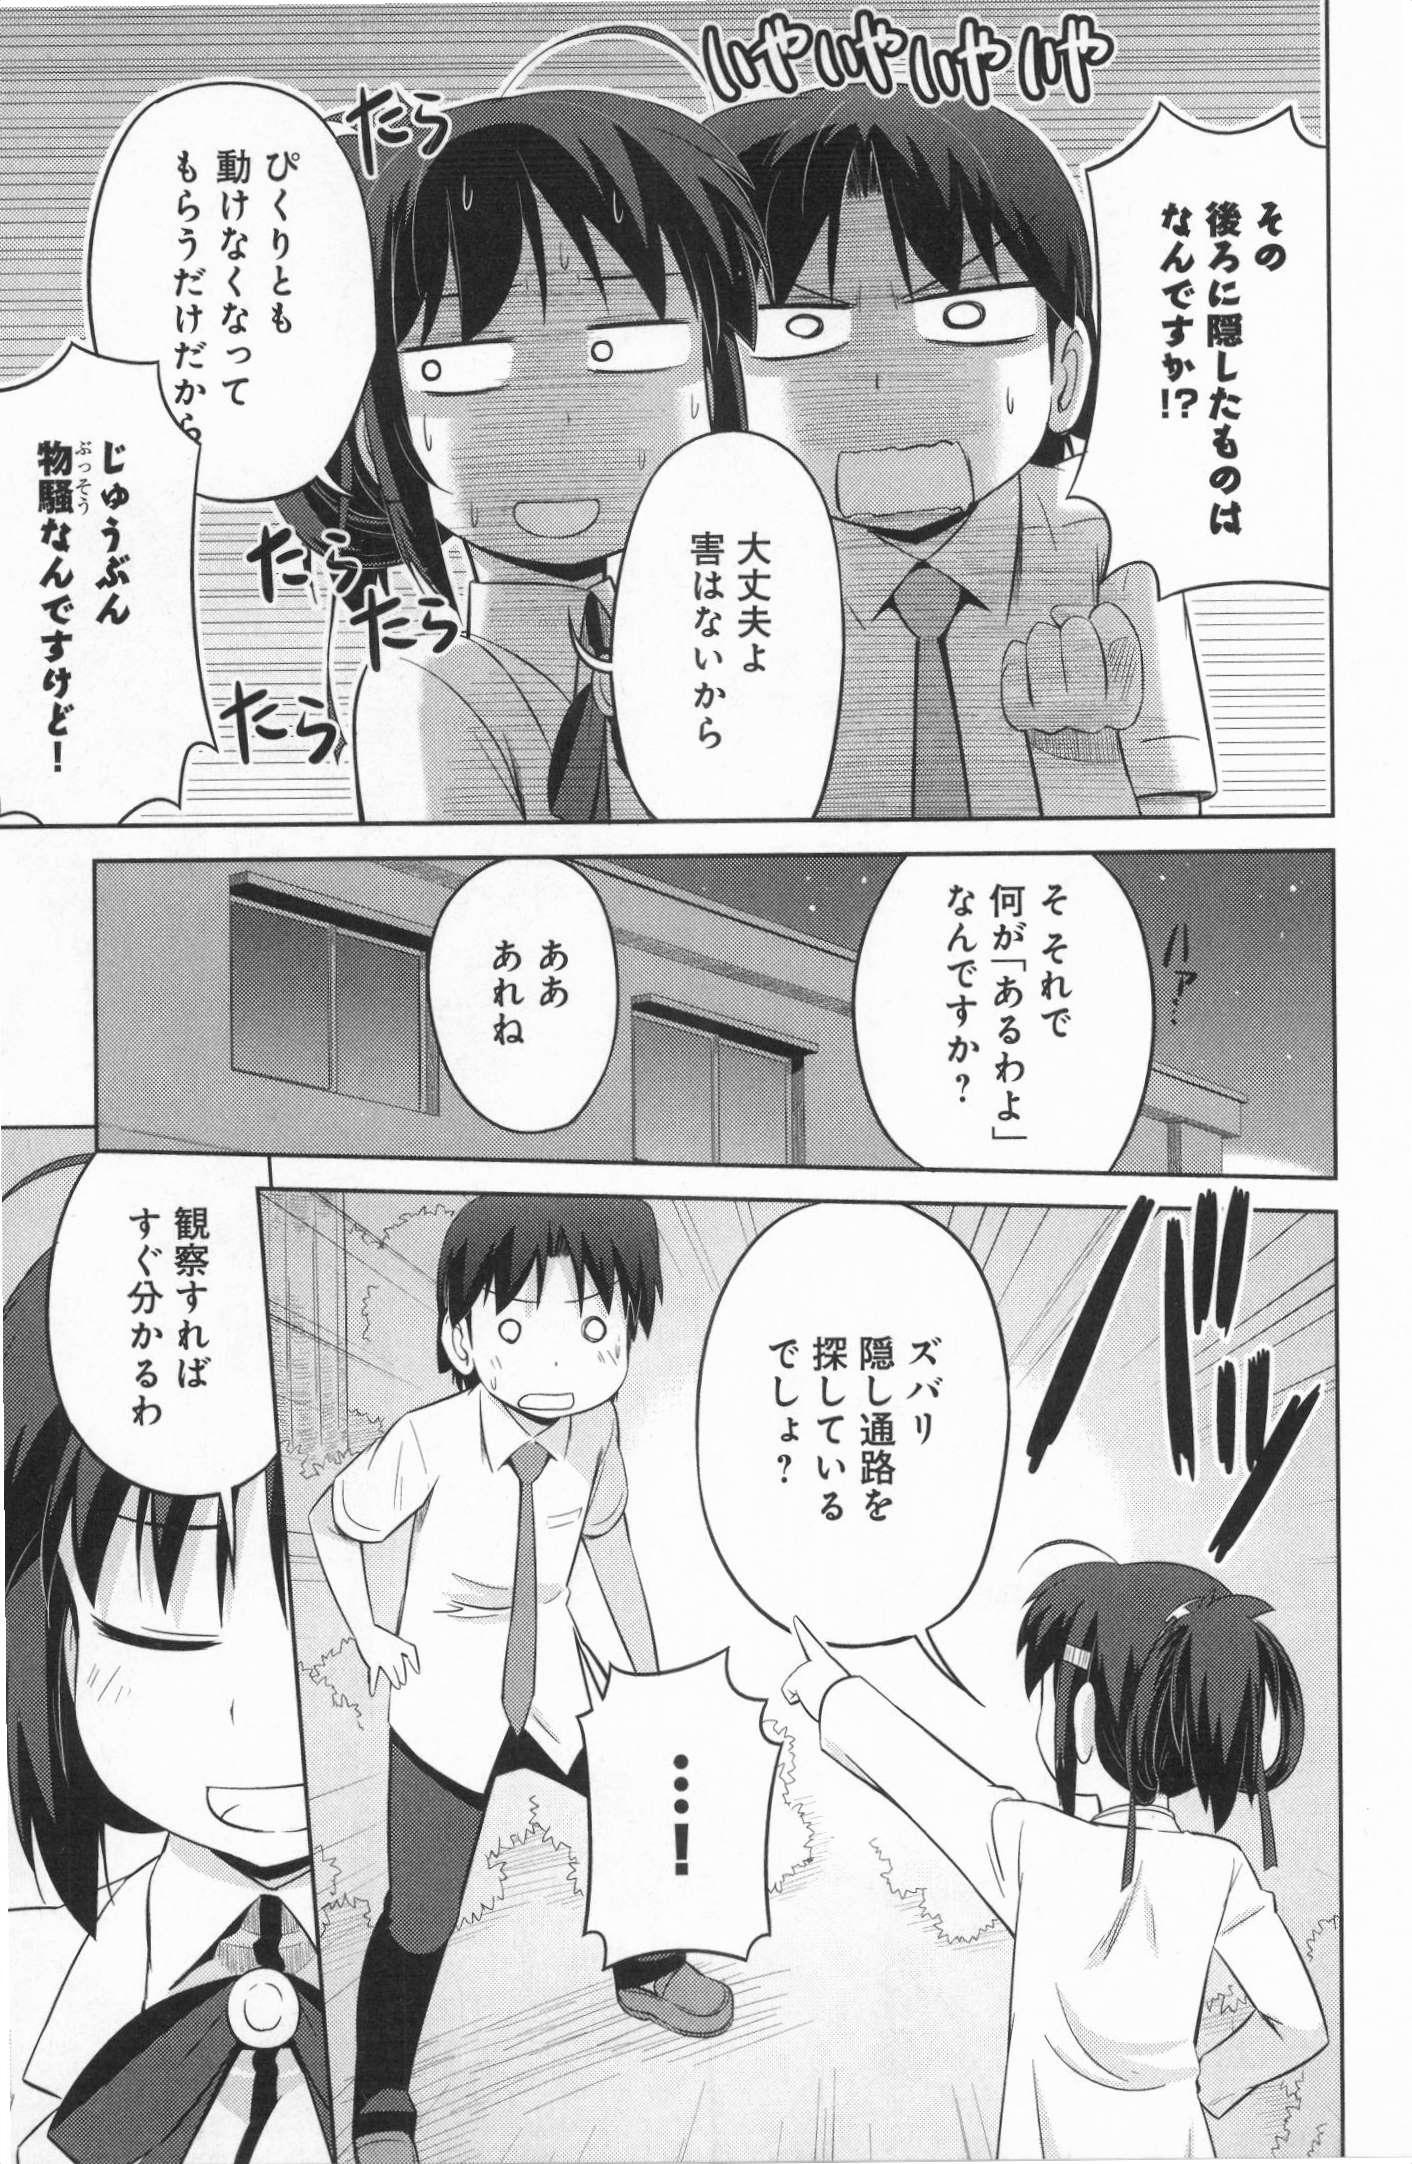 いやいやいやいや
その
後ろに隠したものは
なんですか!?
大丈夫よ
害はないから
たら
ぴくりとも
動けなくなって
もらうだけだから
たら
たら
たら
じゅうぶん
物騒なんですけど!
ぶっそう
ハァ…
そ それで
何が「あるわよ」
なんですか?
ああ
あれね
ズバリ
隠し通路を
探している
でしょ?
…!
観察すれば
すぐ分かるわ